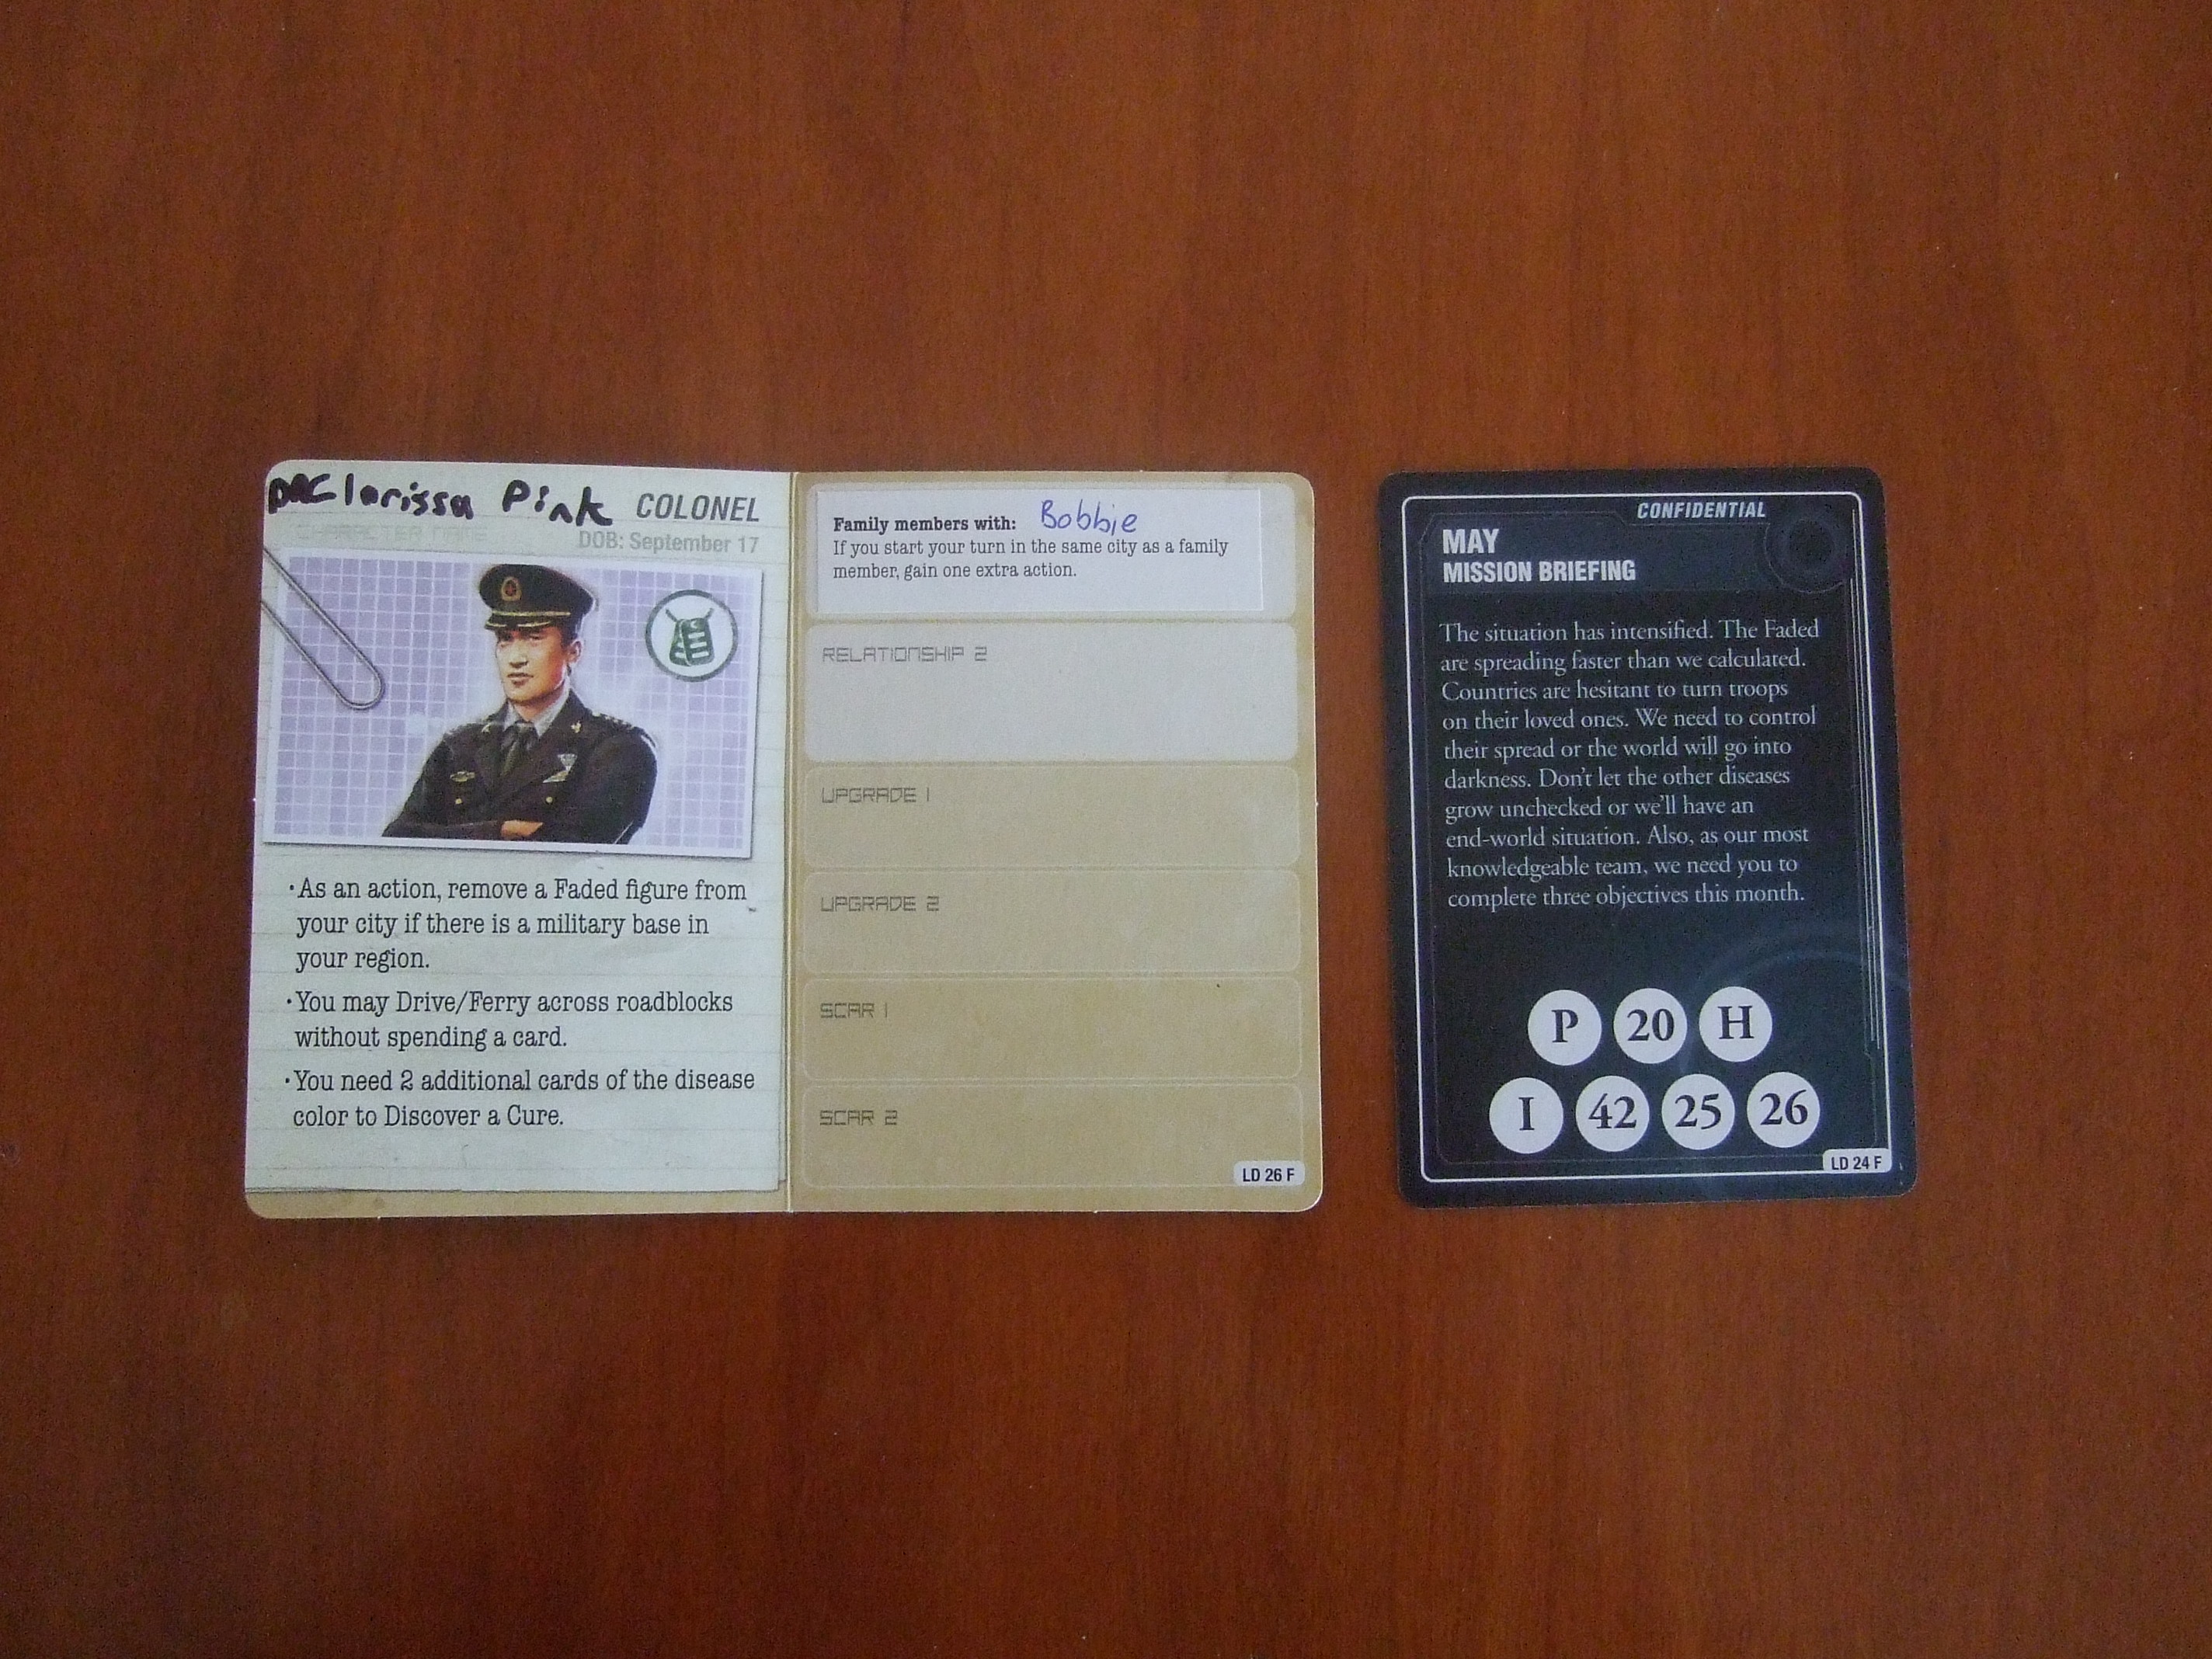 Clarissa Pink COLONEL
CHARACTER NAME
DOB: September 17
·As an action, remove a Faded figure from
your city if there is a military base in
your region.
·You may Drive/Ferry across roadblocks
without spending a card.
·You need 2 additional cards of the disease
color to Discover a Cure.
Family members with: Bobbie
If you start your turn in the same city as a family
member, gain one extra action.
RELATIONSHIP 2
UPGRADE 1
UPGRADE 2
SCAR 1
SCAR 2
LD 26 F
CONFIDENTIAL
MAY
MISSION BRIEFING
The situation has intensified. The Faded
are spreading faster than we calculated.
Countries are hesitant to turn troops
on their loved ones. We need to control
their spread or the world will go into
darkness. Don't let the other diseases
grow unchecked or we'll have an
end-world situation. Also, as our most
knowledgeable team, we need you to
complete three objectives this month.
P 20 H
I 42 25 26
LD 24 F